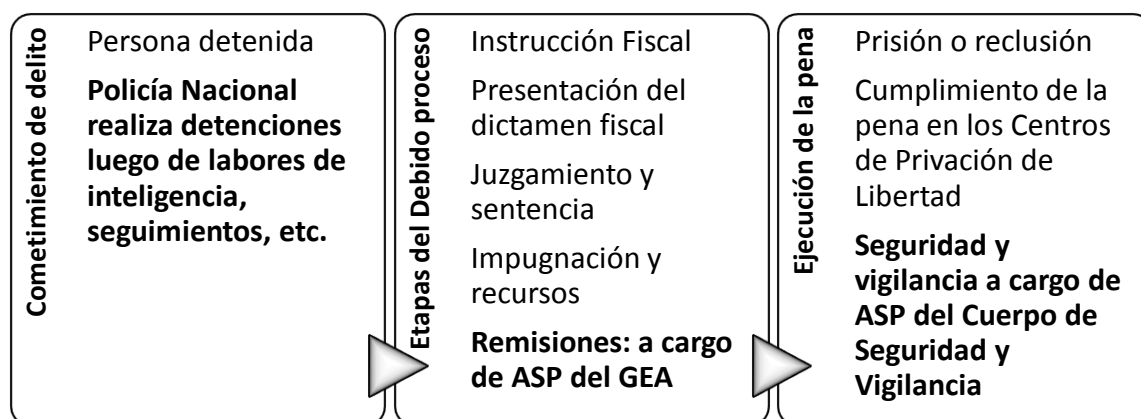 Cometimiento de delito
Persona detenida
Policía Nacional
realiza detenciones
luego de labores de
inteligencia,
seguimientos, etc.
Etapas del Debido proceso
Instrucción Fiscal
Presentación del
dictamen fiscal
Juzgamiento y
sentencia
Impugnación y
recursos
Remisiones: a cargo
de ASP del GEA
Ejecución de la pena
Prisión o reclusión
Cumplimiento de la
pena en los Centros
de Privación de
Libertad
Seguridad y
vigilancia a cargo de
ASP del Cuerpo de
Seguridad y
Vigilancia